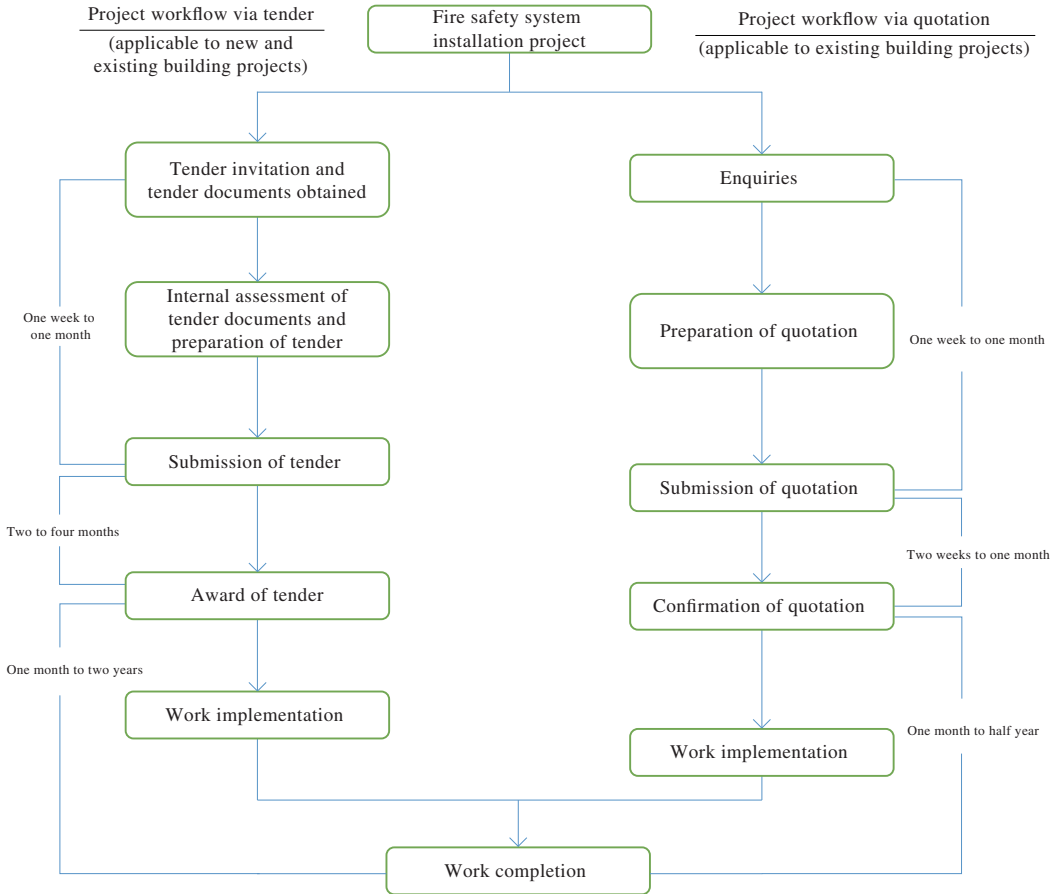 Project workflow via tender
(applicable to new and
existing building projects)
Fire safety system
installation project
Project workflow via quotation
(applicable to existing building projects)
Tender invitation and
tender documents obtained
Enquiries
One week to
one month
Internal assessment of
tender documents and
preparation of tender
Preparation of quotation
One week to one month
Submission of tender
Submission of quotation
Two to four months
Two weeks to one month
Award of tender
Confirmation of quotation
One month to two years
Work implementation
One month to half year
Work implementation
Work completion